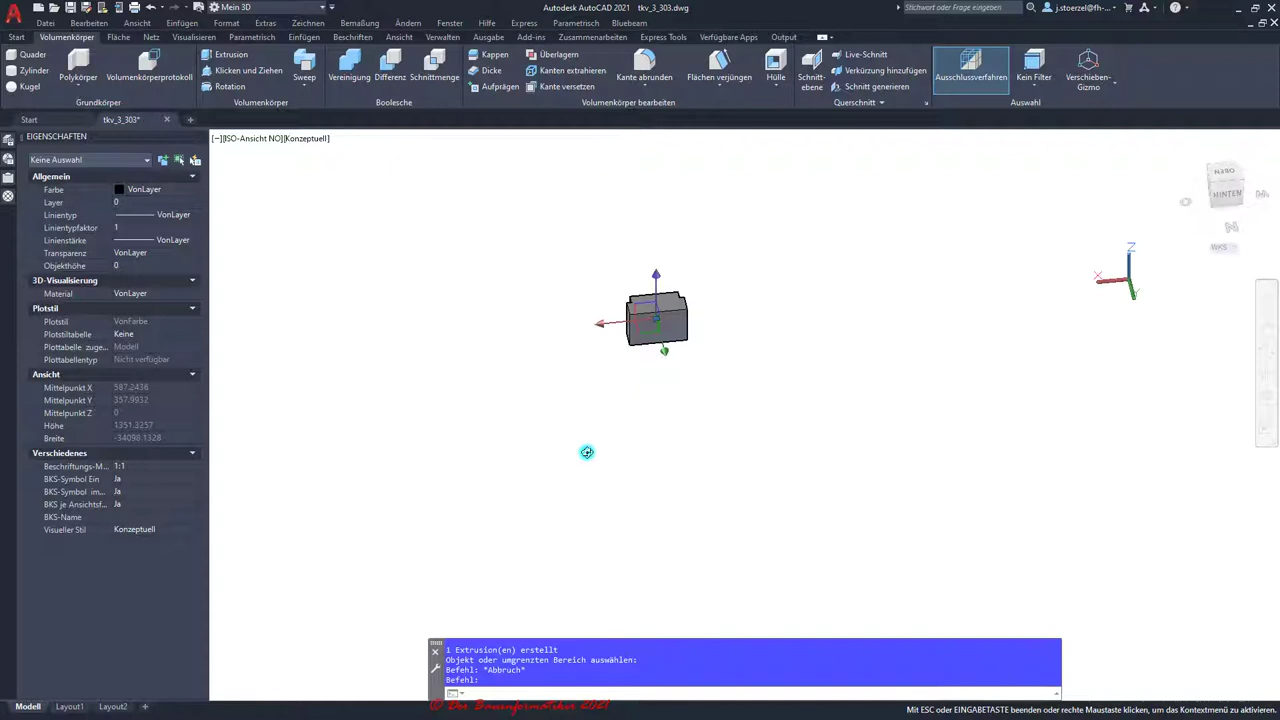 Mein 3D
Autodesk AutoCAD 2021 tkv_3_303.dwg
Stichwort oder Frage eingeben
j.stoerzel@fh-...
Datei Bearbeiten Ansicht Einfügen Format Extras Zeichnen Bemaßung Ändern Fenster Hilfe Express Parametrisch Bluebeam
Start Volumenkörper Fläche Netz Visualisieren Parametrisch Einfügen Beschriften Ansicht Verwalten Ausgabe Add-ins Zusammenarbeiten Express Tools Verfügbare Apps Output
Quader
Zylinder
Kugel
Polykörper
Volumenkörperprotokoll
Grundkörper
Extrusion
Klicken und Ziehen
Rotation
Sweep
Volumenkörper
Vereinigung Differenz Schnittmenge
Boolesche
Kappen
Dicke
Aufprägen
Überlagern
Kanten extrahieren
Kante versetzen
Kante abrunden
Flächen verjüngen
Hülle
Volumenkörper bearbeiten
Schnitt-
ebene
Live-Schnitt
Verkürzung hinzufügen
Schnitt generieren
Querschnitt
Ausschlussverfahren
Kein Filter
Verschieben-
Gizmo
Auswahl
Start tkv_3_303*
EIGENSCHAFTEN
[−][ISO-Ansicht NO][Konzeptuell]
Keine Auswahl
Allgemein
Farbe VonLayer
Layer 0
Linientyp VonLayer
Linientypfaktor 1
Linienstärke VonLayer
Transparenz VonLayer
Objekthöhe 0
3D-Visualisierung
Material VonLayer
Plotstil
Plotstil VonFarbe
Plotstiltabelle Keine
Plottabelle zuge... Modell
Plottabellentyp Nicht verfügbar
Ansicht
Mittelpunkt X 587.2436
Mittelpunkt Y 357.9932
Mittelpunkt Z 0
Höhe 1351.3257
Breite -34098.1328
Verschiedenes
Beschriftungs-M... 1:1
BKS-Symbol Ein Ja
BKS-Symbol im... Ja
BKS je Ansichtsf... Ja
BKS-Name
Visueller Stil Konzeptuell
OBEN
HINTEN
N
WKS
Z
X
Y
1 Extrusion(en) erstellt
Objekt oder umgrenzten Bereich auswählen:
Befehl: *Abbruch*
Befehl:
© Der Bauinformatiker 2021
Modell Layout1 Layout2
Mit ESC oder EINGABETASTE beenden oder rechte Maustaste klicken, um das Kontextmenü zu aktivieren.